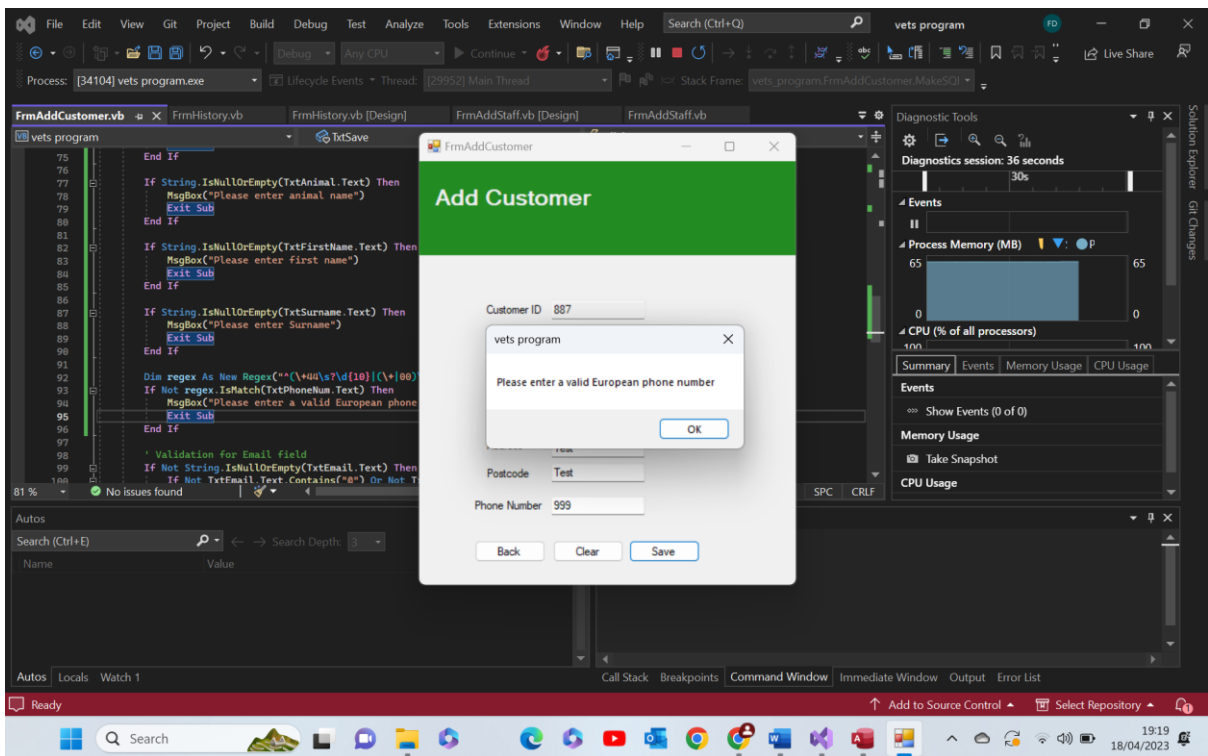 File Edit View Git Project Build Debug Test Analyze Tools Extensions Window Help Search (Ctrl+Q) vets program FD
Debug Any CPU Continue Live Share
Process: [34104] vets program.exe Lifecycle Events Thread: [29952] Main Thread Stack Frame: vets_program.FrmAddCustomer.MakeSQl
FrmAddCustomer.vb FrmHistory.vb FrmHistory.vb [Design] FrmAddStaff.vb [Design] FrmAddStaff.vb
vets program TxtSave
75 End If
76
77 If String.IsNullOrEmpty(TxtAnimal.Text) Then
78 MsgBox("Please enter animal name")
79 Exit Sub
80 End If
81
82 If String.IsNullOrEmpty(TxtFirstName.Text) Then
83 MsgBox("Please enter first name")
84 Exit Sub
85 End If
86
87 If String.IsNullOrEmpty(TxtSurname.Text) Then
88 MsgBox("Please enter Surname")
89 Exit Sub
90 End If
91
92 Dim regex As New Regex("^(\+44\s?\d{10}|(\+|00)
93 If Not regex.IsMatch(TxtPhoneNum.Text) Then
94 MsgBox("Please enter a valid European phone
95 Exit Sub
96 End If
97
98 ' Validation for Email field
99 If Not String.IsNullOrEmpty(TxtEmail.Text) Then
100 If Not TxtEmail.Text.Contains("@") Or Not T
81 % No issues found SPC CRLF
FrmAddCustomer
Add Customer
Customer ID 887
vets program
Please enter a valid European phone number
OK
Postcode Test
Phone Number 999
Back Clear Save
Diagnostic Tools
Diagnostics session: 36 seconds
30s
Events
Process Memory (MB) P
65 65
0 0
CPU (% of all processors)
100 100
Summary Events Memory Usage CPU Usage
Events
Show Events (0 of 0)
Memory Usage
Take Snapshot
CPU Usage
Solution Explorer
Git Changes
Autos
Search (Ctrl+E) Search Depth: 3
Name Value
Autos Locals Watch 1
Call Stack Breakpoints Command Window Immediate Window Output Error List
Ready Add to Source Control Select Repository
Search
19:19
18/04/2023